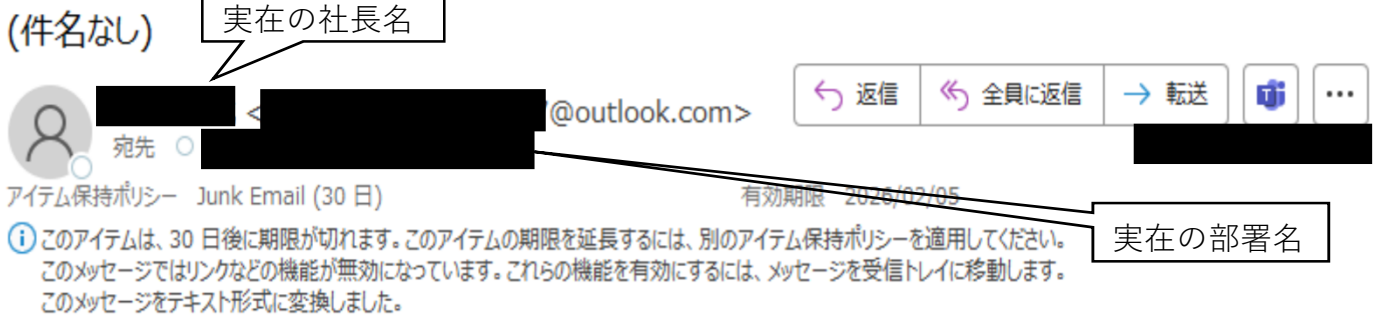 実在の社長名
(件名なし)
<
@outlook.com>
返信
全員に返信
転送
宛先
アイテム保持ポリシー Junk Email (30 日)
有効期限 2026/02/05
実在の部署名
このアイテムは、30 日後に期限が切れます。このアイテムの期限を延長するには、別のアイテム保持ポリシーを適用してください。
このメッセージではリンクなどの機能が無効になっています。これらの機能を有効にするには、メッセージを受信トレイに移動します。
このメッセージをテキスト形式に変換しました。